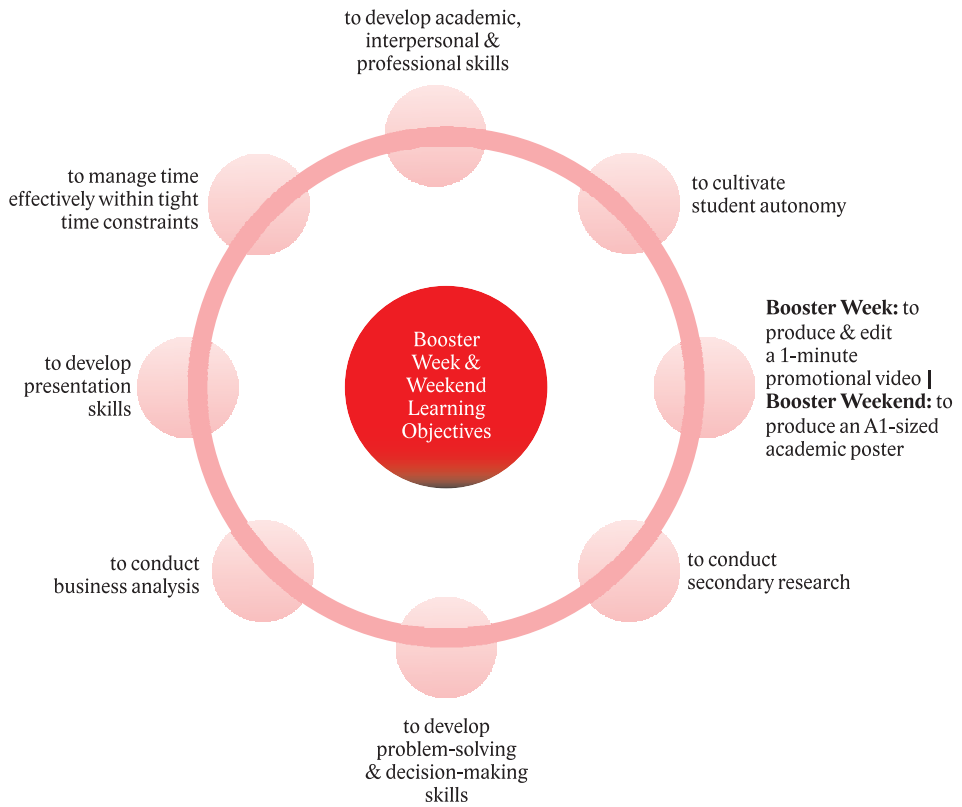 to develop academic,
interpersonal &
professional skills
to manage time
effectively within tight
time constraints
to cultivate
student autonomy
Booster Week: to
produce & edit
a 1-minute
promotional video |
Booster Weekend: to
produce an A1-sized
academic poster
Booster
Week &
Weekend
Learning
Objectives
to develop
presentation
skills
to conduct
business analysis
to conduct
secondary research
to develop
problem-solving
& decision-making
skills